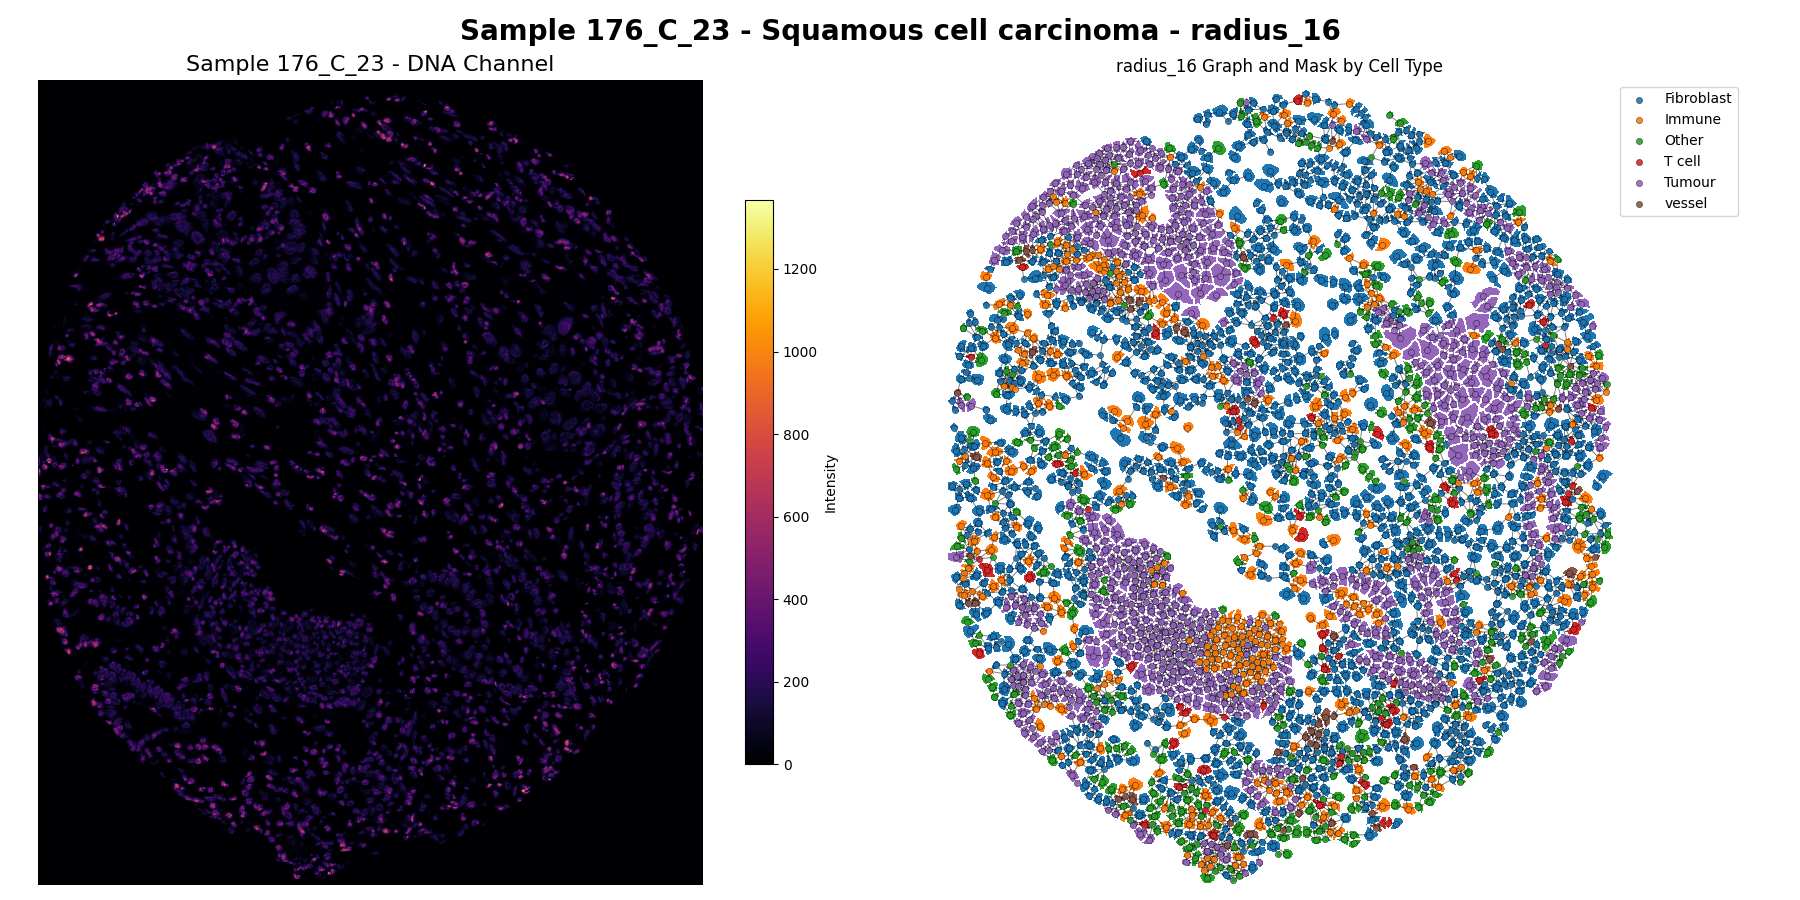 Sample 176_C_23 - Squamous cell carcinoma - radius_16
Sample 176_C_23 - DNA Channel
radius_16 Graph and Mask by Cell Type
Fibroblast
Immune
Other
T cell
Tumour
vessel
1200
1000
800
600
400
200
0
Intensity